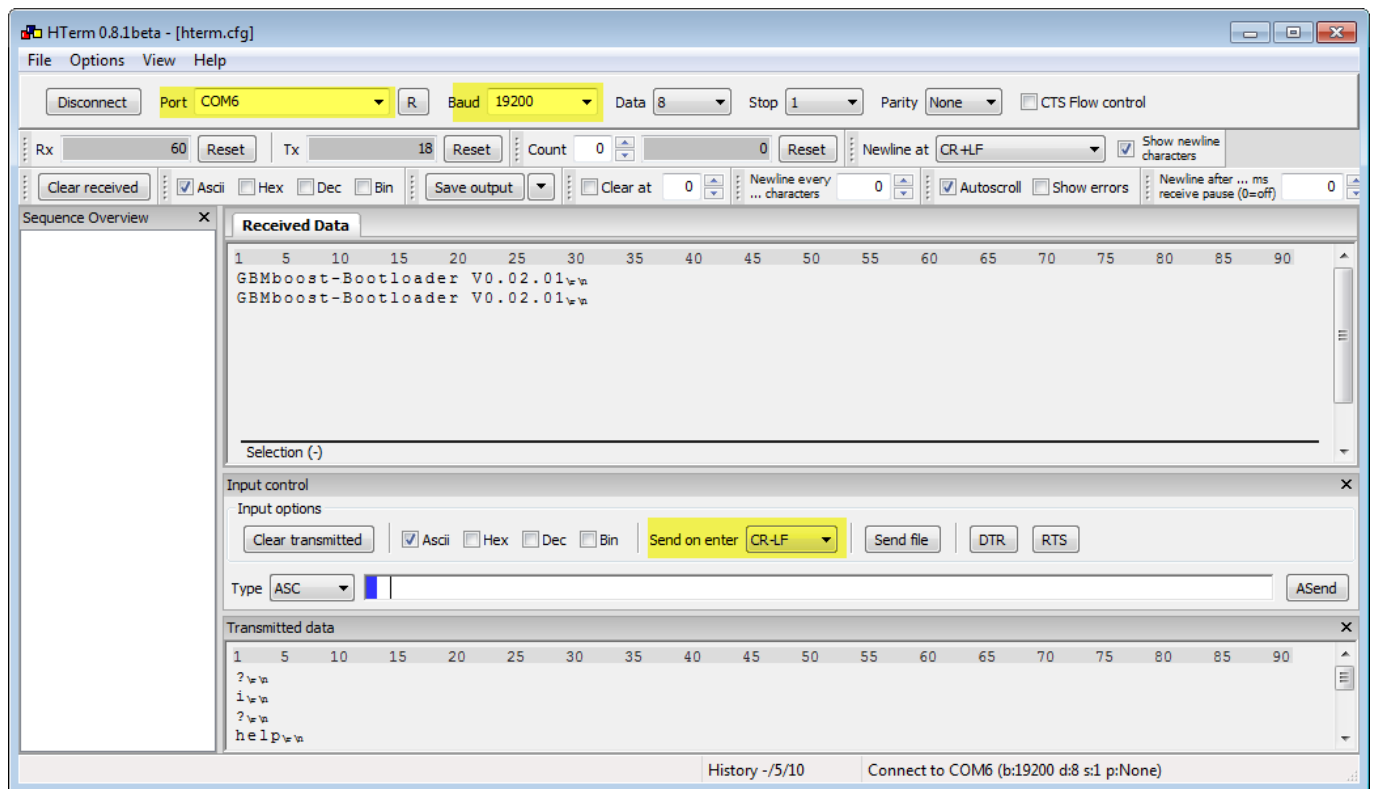 HTerm 0.8.1beta - [hterm.cfg]
File Options View Help
Disconnect Port COM6 R Baud 19200 Data 8 Stop 1 Parity None CTS Flow control
Rx 60 Reset Tx 18 Reset Count 0 0 Reset Newline at CR+LF Show newline characters
Clear received Ascii Hex Dec Bin Save output Clear at 0 Newline every ... characters 0 Autoscroll Show errors Newline after ... ms receive pause (0=off) 0
Sequence Overview
Received Data
1 5 10 15 20 25 30 35 40 45 50 55 60 65 70 75 80 85 90
GBMboost-Bootloader V0.02.01\r\n
GBMboost-Bootloader V0.02.01\r\n
Selection (-)
Input control
Input options
Clear transmitted Ascii Hex Dec Bin Send on enter CR-LF Send file DTR RTS
Type ASC ASend
Transmitted data
1 5 10 15 20 25 30 35 40 45 50 55 60 65 70 75 80 85 90
?\r\n
i\r\n
?\r\n
help\r\n
History -/5/10 Connect to COM6 (b:19200 d:8 s:1 p:None)